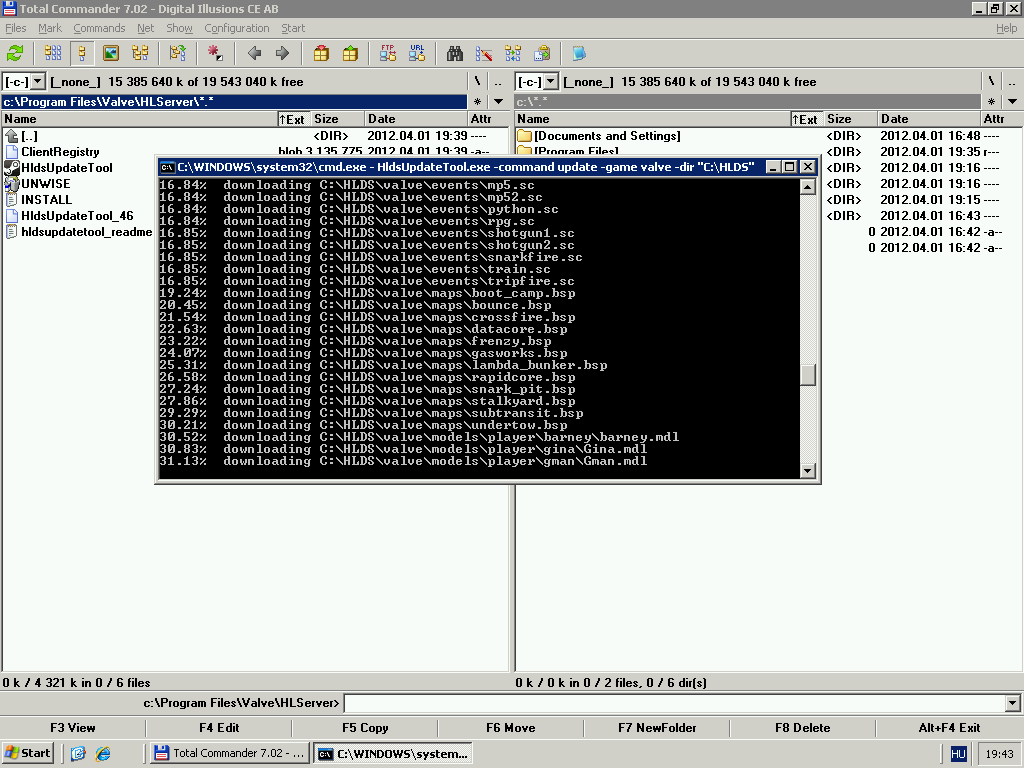 Total Commander 7.02 - Digital Illusions CE AB
Files Mark Commands Net Show Configuration Start Help
FTP URL
[-c-] [_none_] 15 385 640 k of 19 543 040 k free \ ..
[-c-] [_none_] 15 385 640 k of 19 543 040 k free \ ..
c:\Program Files\Valve\HLServer\*.* *
c:\*.* *
Name ↑Ext Size Date Attr
Name ↑Ext Size Date Attr
[..] <DIR> 2012.04.01 19:39 ----
[Documents and Settings] <DIR> 2012.04.01 16:48 ----
ClientRegistry blob 3 135 775 2012.04.01 19:39 -a--
[Program Files] <DIR> 2012.04.01 19:35 r---
HldsUpdateTool
<DIR> 2012.04.01 19:16 ----
UNWISE
<DIR> 2012.04.01 19:16 ----
INSTALL
<DIR> 2012.04.01 19:15 ----
HldsUpdateTool_46
<DIR> 2012.04.01 16:43 ----
hldsupdatetool_readme
0 2012.04.01 16:42 -a--
0 2012.04.01 16:42 -a--
C:\WINDOWS\system32\cmd.exe - HldsUpdateTool.exe -command update -game valve -dir "C:\HLDS"
16.84% downloading C:\HLDS\valve\events\mp5.sc
16.84% downloading C:\HLDS\valve\events\mp52.sc
16.84% downloading C:\HLDS\valve\events\python.sc
16.84% downloading C:\HLDS\valve\events\rpg.sc
16.85% downloading C:\HLDS\valve\events\shotgun1.sc
16.85% downloading C:\HLDS\valve\events\shotgun2.sc
16.85% downloading C:\HLDS\valve\events\snarkfire.sc
16.85% downloading C:\HLDS\valve\events\train.sc
16.85% downloading C:\HLDS\valve\events\tripfire.sc
19.24% downloading C:\HLDS\valve\maps\boot_camp.bsp
20.45% downloading C:\HLDS\valve\maps\bounce.bsp
21.54% downloading C:\HLDS\valve\maps\crossfire.bsp
22.63% downloading C:\HLDS\valve\maps\datacore.bsp
23.22% downloading C:\HLDS\valve\maps\frenzy.bsp
24.07% downloading C:\HLDS\valve\maps\gasworks.bsp
25.31% downloading C:\HLDS\valve\maps\lambda_bunker.bsp
26.58% downloading C:\HLDS\valve\maps\rapidcore.bsp
27.24% downloading C:\HLDS\valve\maps\snark_pit.bsp
27.86% downloading C:\HLDS\valve\maps\stalkyard.bsp
29.29% downloading C:\HLDS\valve\maps\subtransit.bsp
30.21% downloading C:\HLDS\valve\maps\undertow.bsp
30.52% downloading C:\HLDS\valve\models\player\barney\barney.mdl
30.83% downloading C:\HLDS\valve\models\player\gina\Gina.mdl
31.13% downloading C:\HLDS\valve\models\player\gman\Gman.mdl
0 k / 4 321 k in 0 / 6 files
0 k / 0 k in 0 / 2 files, 0 / 6 dir(s)
c:\Program Files\Valve\HLServer>
F3 View F4 Edit F5 Copy F6 Move F7 NewFolder F8 Delete Alt+F4 Exit
Start Total Commander 7.02 - ... C:\WINDOWS\system... HU 19:43